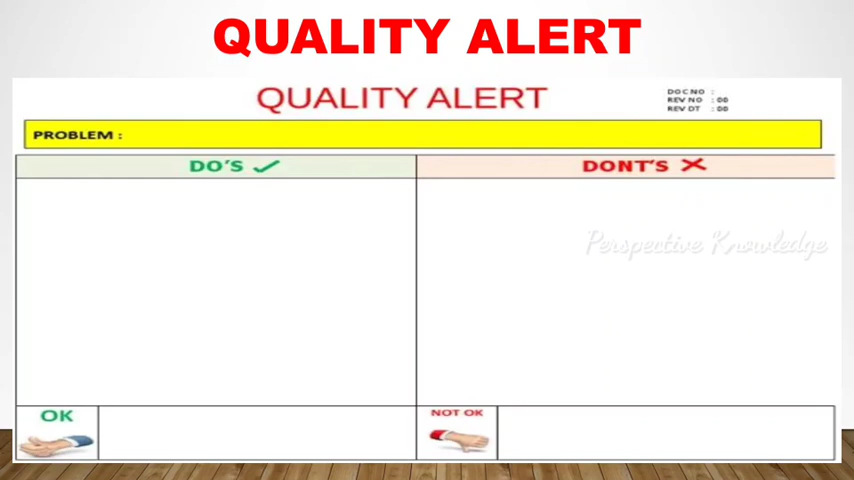 QUALITY ALERT
QUALITY ALERT
DOC NO :
REV NO : 00
REV DT : 00
PROBLEM :
DO'S ✓
DONT'S ✗
Perspective Knowledge
OK
NOT OK